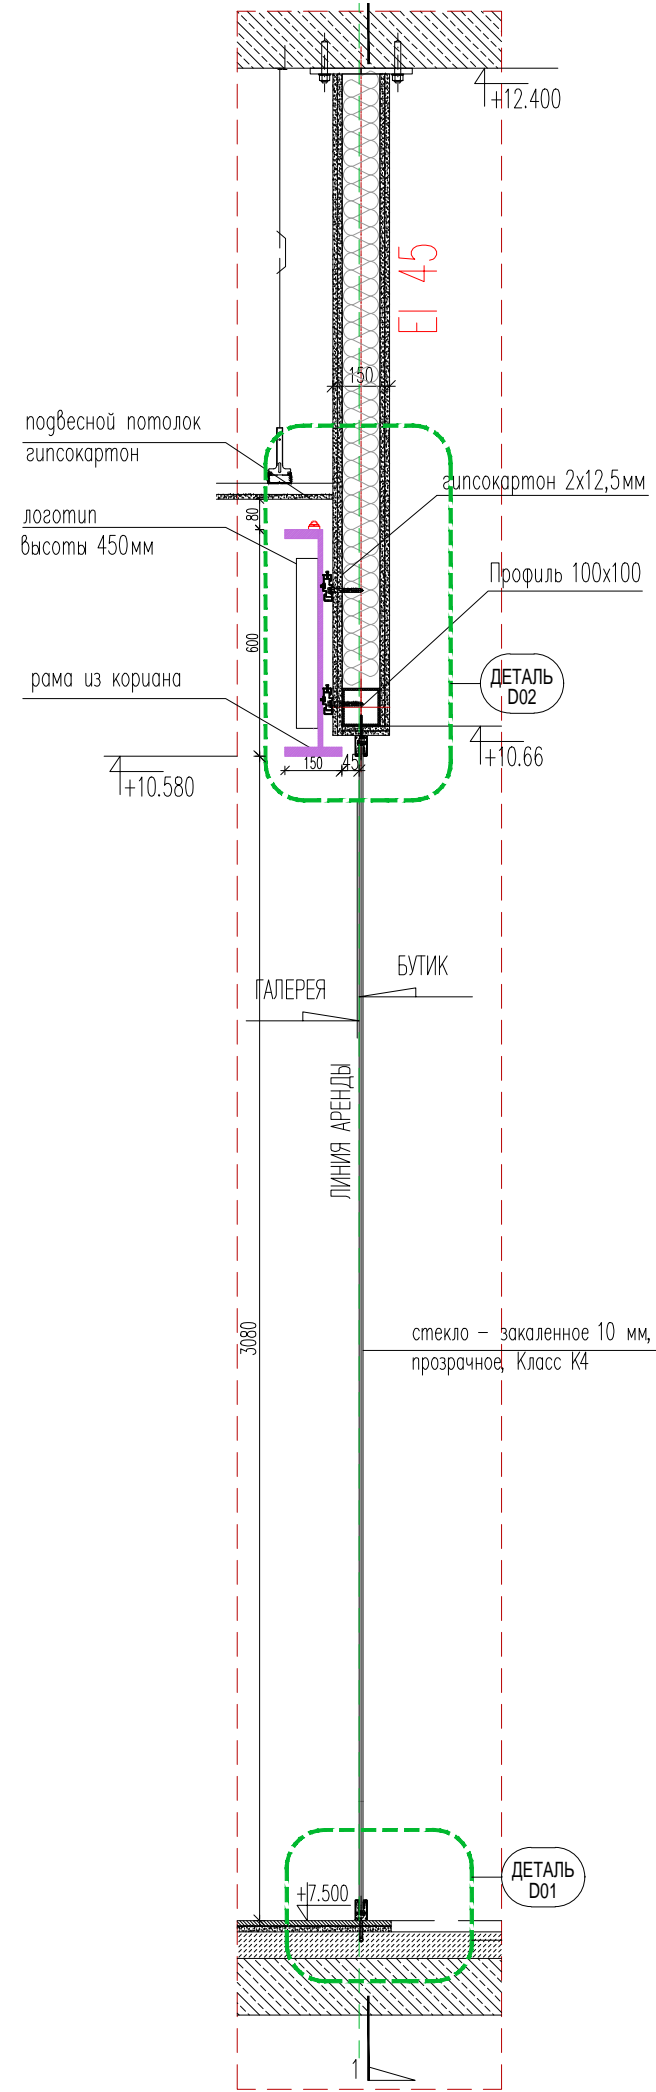 +12.400
EI 45
150
подвесной потолок
гипсокартон
гипсокартон 2х12,5мм
80
логотип
высоты 450мм
Профиль 100х100
600
рама из кориана
ДЕТАЛЬ
D02
+10.66
150
45
+10.580
БУТИК
ГАЛЕРЕЯ
ЛИНИЯ АРЕНДЫ
3080
стекло – закаленное 10 мм,
прозрачное, Класс К4
ДЕТАЛЬ
D01
+7.500
1